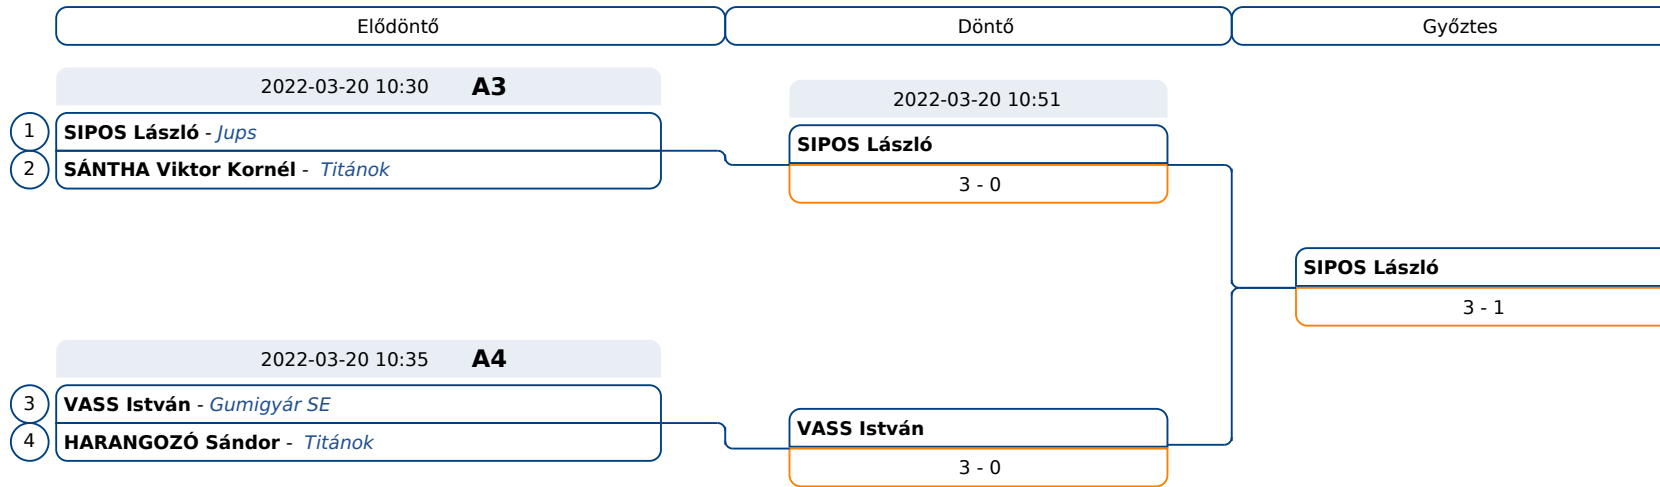 Elődöntő
Döntő
Győztes
2022-03-20 10:30 A3
1 SIPOS László - Jups
2 SÁNTHA Viktor Kornél - Titánok
2022-03-20 10:51
SIPOS László
3 - 0
SIPOS László
3 - 1
2022-03-20 10:35 A4
3 VASS István - Gumigyár SE
4 HARANGOZÓ Sándor - Titánok
VASS István
3 - 0